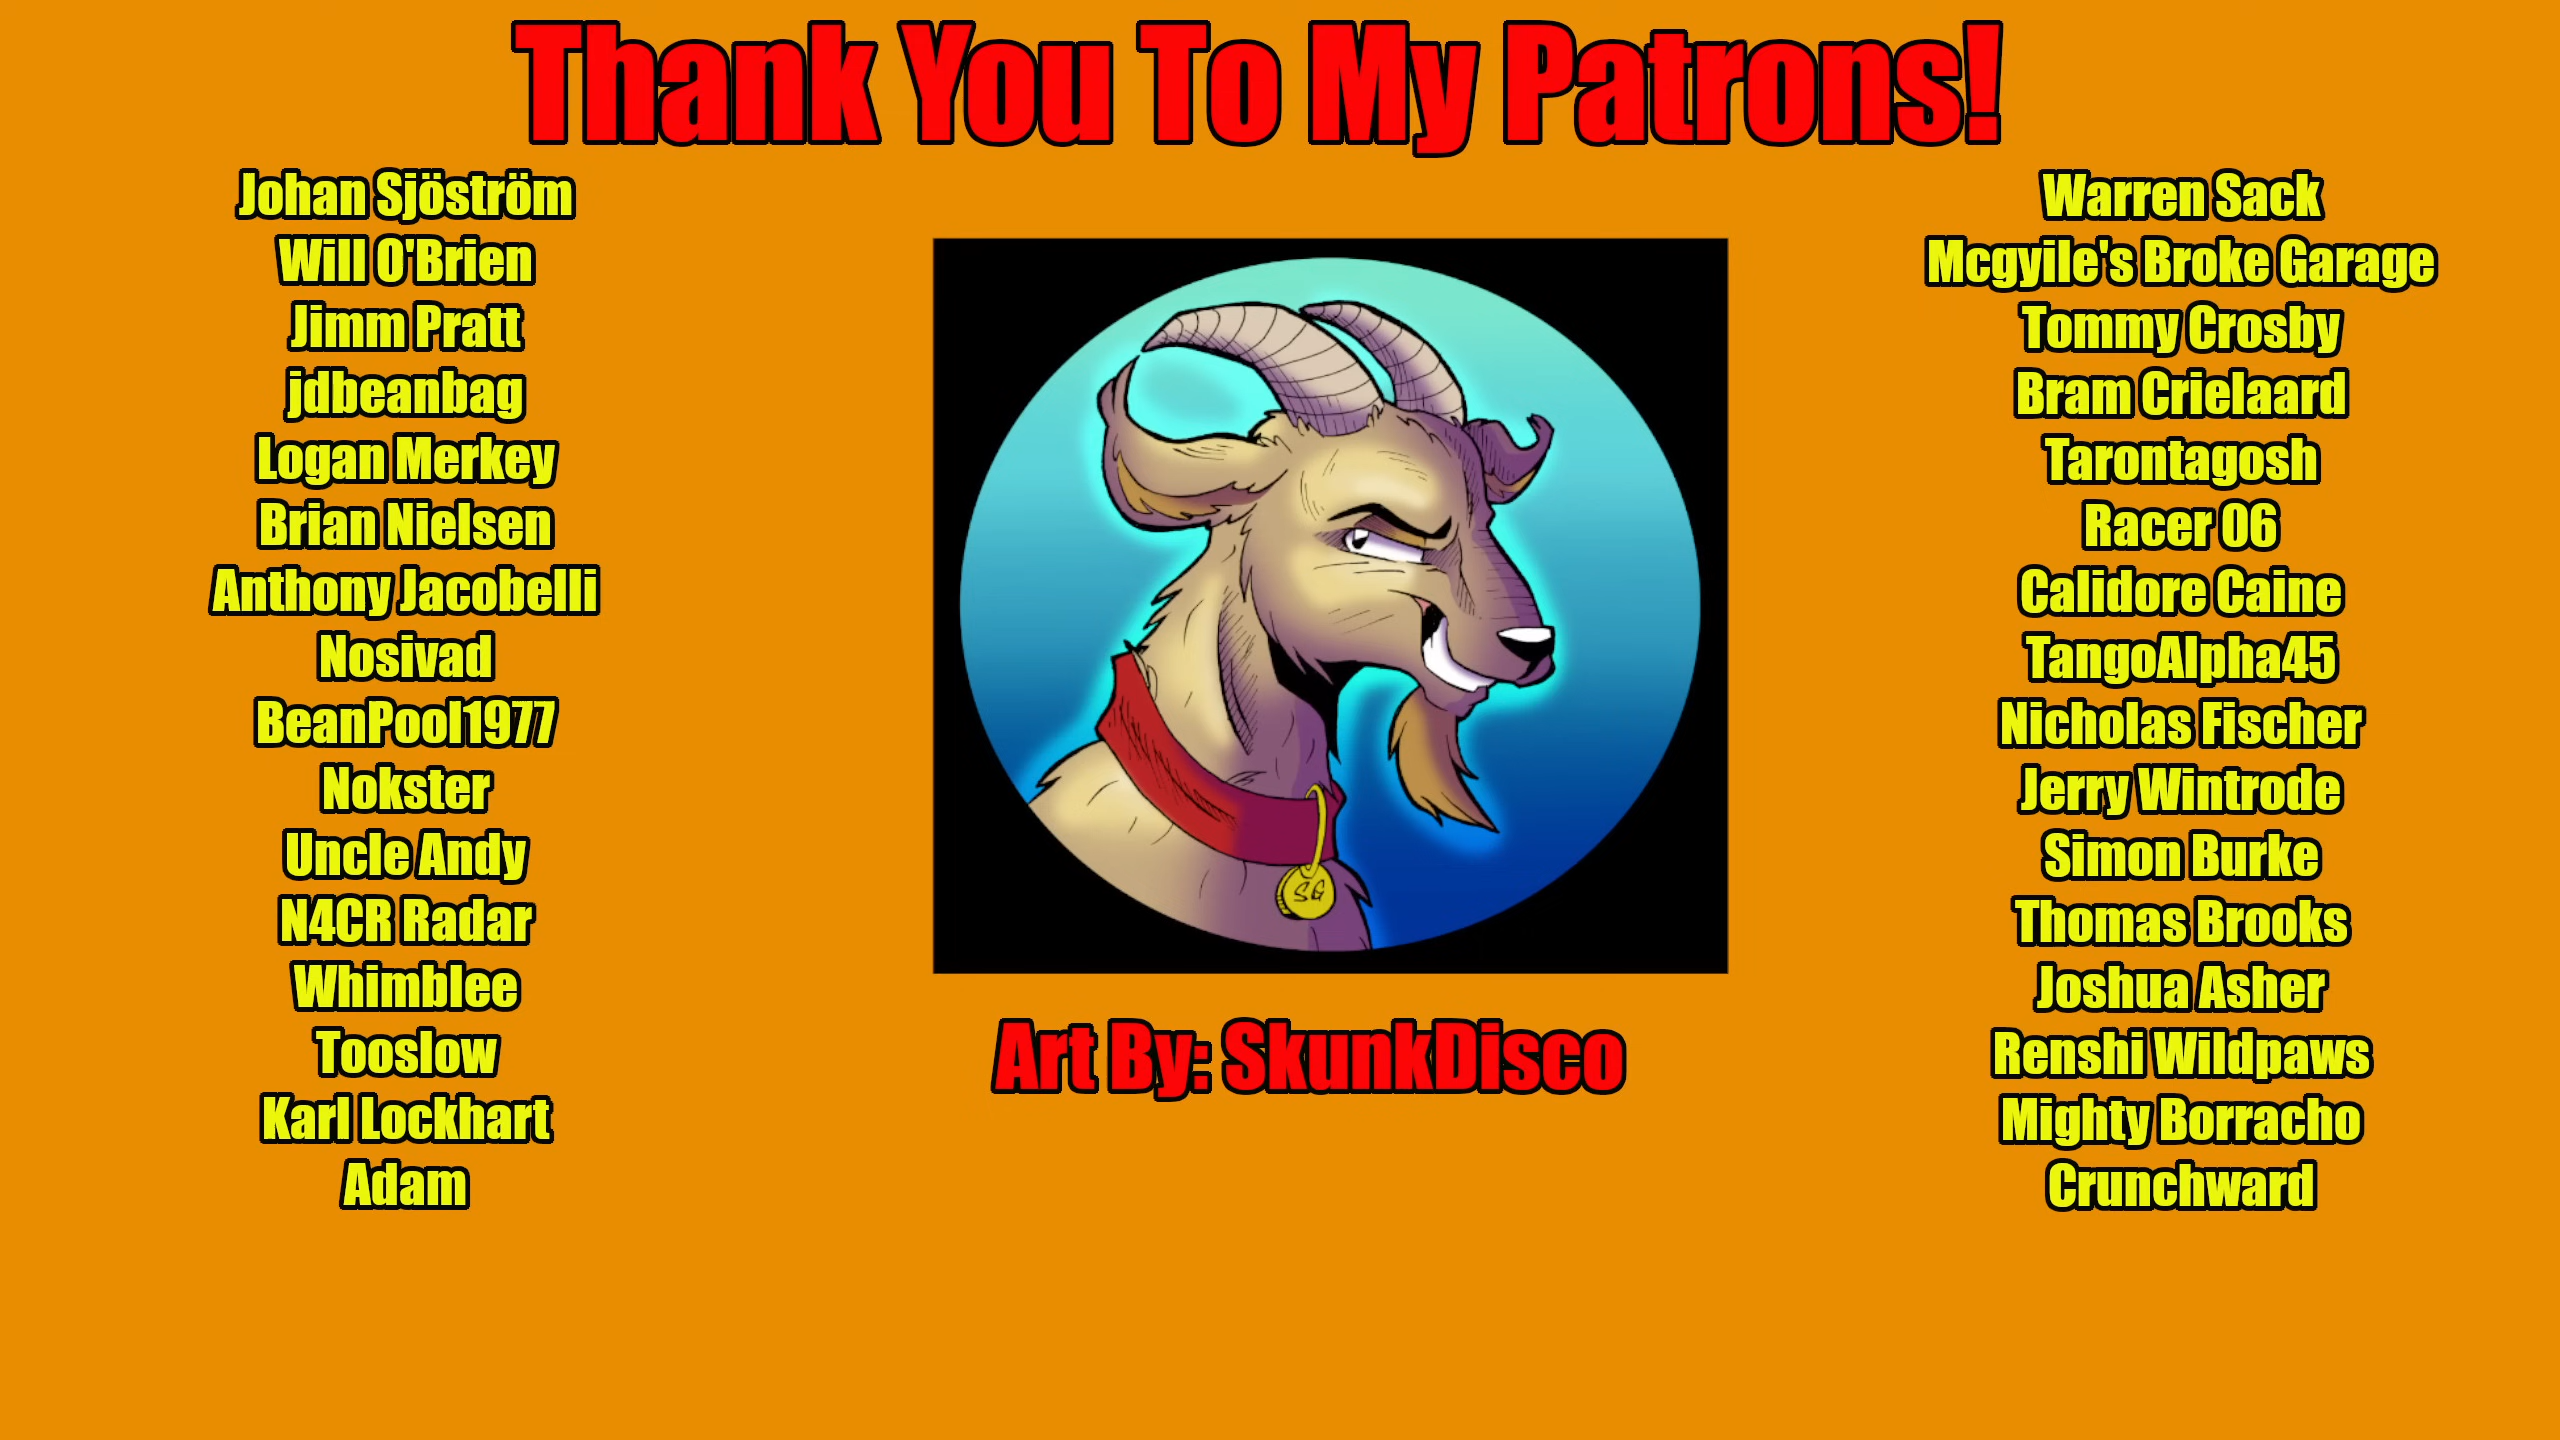 Thank You To My Patrons!
Johan Sjöström
Will O'Brien
Jimm Pratt
jdbeanbag
Logan Merkey
Brian Nielsen
Anthony Jacobelli
Nosivad
BeanPool1977
Nokster
Uncle Andy
N4CR Radar
Whimblee
Tooslow
Karl Lockhart
Adam
SG
Art By: SkunkDisco
Warren Sack
Mcgyile's Broke Garage
Tommy Crosby
Bram Crielaard
Tarontagosh
Racer 06
Calidore Caine
TangoAlpha45
Nicholas Fischer
Jerry Wintrode
Simon Burke
Thomas Brooks
Joshua Asher
Renshi Wildpaws
Mighty Borracho
Crunchward